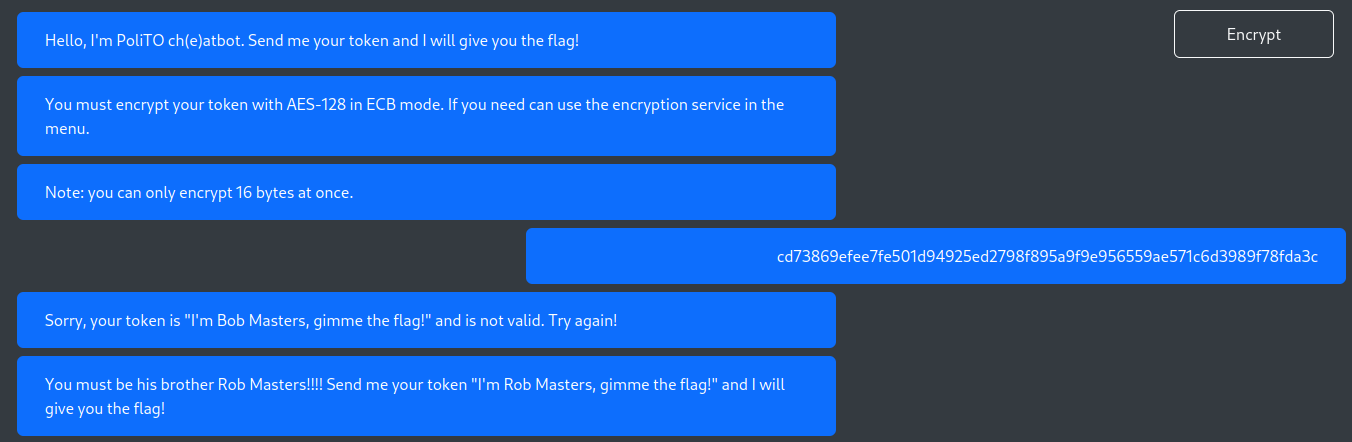 Hello, I'm PoliTO ch(e)atbot. Send me your token and I will give you the flag!
Encrypt
You must encrypt your token with AES-128 in ECB mode. If you need can use the encryption service in the
menu.
Note: you can only encrypt 16 bytes at once.
cd73869efee7fe501d94925ed2798f895a9f9e956559ae571c6d3989f78fda3c
Sorry, your token is "I'm Bob Masters, gimme the flag!" and is not valid. Try again!
You must be his brother Rob Masters!!!! Send me your token "I'm Rob Masters, gimme the flag!" and I will
give you the flag!